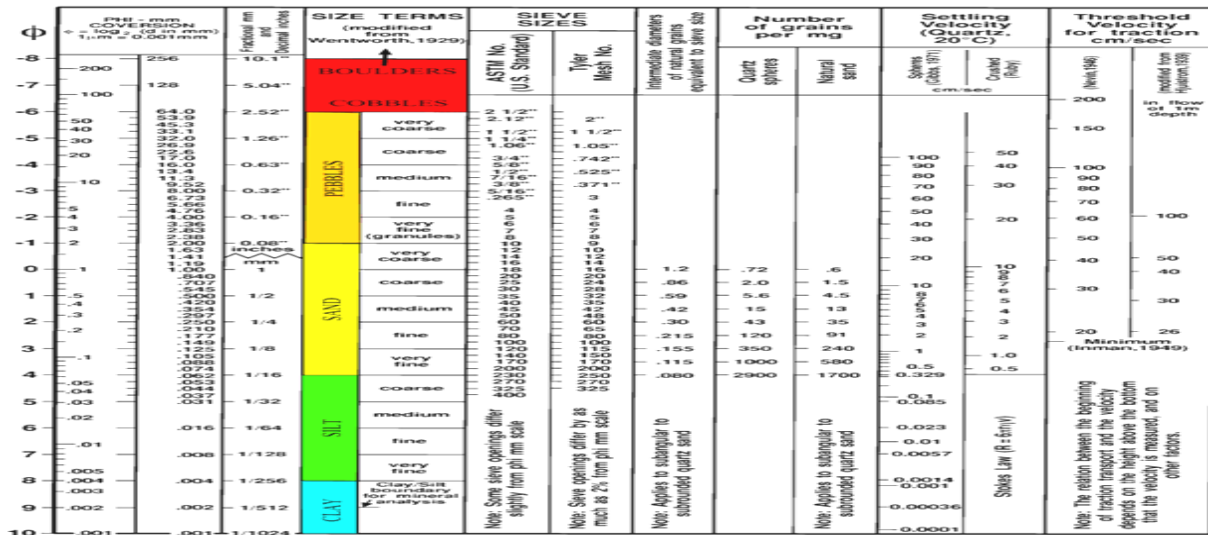 PHI - mm
COVERSION
φ = log₂ (d in mm)
1μm = 0.001mm
Fractional mm
and
Decimal inches
SIZE TERMS
(modified
from
Wentworth,1929)
SIEVE
SIZES
ASTM No.
(U.S. Standard)
Tyler
Mesh No.
Intermediate diameters
of natural grains
equivalent to sieve size
Number
of grains
per mg
Quartz
spheres
Natural
sand
Settling
Velocity
(Quartz,
20°C)
Spheres
(Gibbs, 1971)
Crushed
(Ruby)
cm/sec
Threshold
Velocity
for traction
cm/sec
(Nevin,1946)
(modified from
Hjulstrom,1939)
in flow
of 1m
depth
Φ
-8
-7
-6
-5
-4
-3
-2
-1
0
1
2
3
4
5
6
7
8
9
10
200
100
50
40
30
20
10
5
4
3
2
1
.5
.4
.3
.2
.1
.05
.04
.03
.02
.01
.005
.004
.003
.002
.001
256
128
64.0
53.9
45.3
33.1
32.0
26.9
22.6
17.0
16.0
13.4
11.3
9.52
8.00
6.73
5.66
4.76
4.00
3.36
2.83
2.38
2.00
1.63
1.41
1.19
1.00
.840
.707
.545
.500
.420
.354
.297
.250
.210
.177
.149
.125
.105
.088
.074
.062
.053
.044
.037
.031
.016
.008
.004
.002
.001
10.1"
5.04"
2.52"
1.26"
0.63"
0.32"
0.16"
0.08"
inches
mm
1
1/2
1/4
1/8
1/16
1/32
1/64
1/128
1/256
1/512
1/1024
BOULDERS
COBBLES
PEBBLES
SAND
SILT
CLAY
very
coarse
coarse
medium
fine
very
fine
(granules)
very
coarse
coarse
medium
fine
very
fine
coarse
medium
fine
very
fine
Clay/Silt
boundary
for mineral
analysis
2 1/2"
2.12"
1 1/2"
1 1/4"
1.06"
3/4"
5/8"
1/2"
7/16"
3/8"
5/16"
.265"
4
5
6
7
8
10
12
14
16
18
20
25
30
35
40
45
50
60
70
80
100
120
140
170
200
230
270
325
400
Note: Some sieve openings differ
slightly from phi mm scale
2"
1 1/2"
1.05"
.742"
.525"
.371"
3
4
5
6
7
8
9
10
12
14
16
20
24
28
32
35
42
48
60
65
80
100
115
150
170
200
250
270
325
Note: Sieve openings differ by as
much as 2% from phi mm scale
1.2
.86
.59
.42
.30
.215
.155
.115
.080
Note: Applies to subangular to
subrounded quartz sand
.72
2.0
5.6
15
43
120
350
1000
2900
.6
1.5
4.5
13
35
91
240
580
1700
Note: Applies to subangular to
subrounded quartz sand
100
90
80
70
60
50
40
30
20
10
5
4
3
2
1
0.5
0.329
0.1
0.085
0.023
0.01
0.0057
0.0014
0.001
0.00036
0.0001
50
40
30
20
10
7
6
5
4
3
2
1.0
0.5
Stokes Law (R = 6πrηv)
200
150
100
90
80
70
60
50
40
30
20
100
50
40
30
26
Minimum
(Inman,1949)
Note: The relation between the beginning
of traction transport and the velocity
depends on the height above the bottom
that the velocity is measured, and on
other factors.